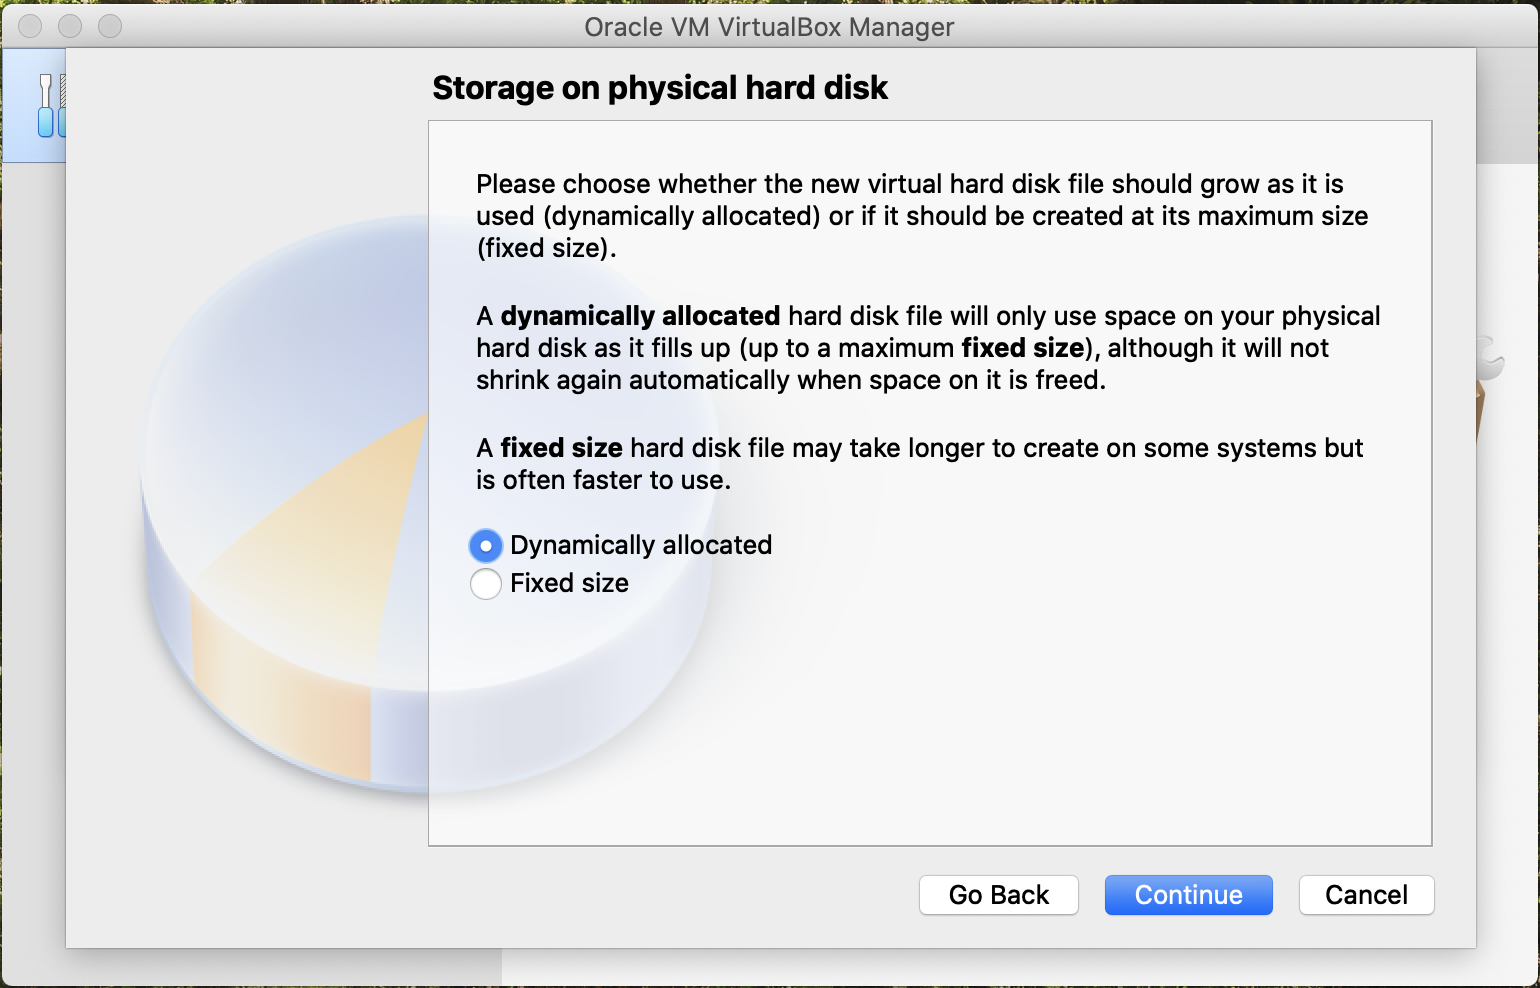 Oracle VM VirtualBox Manager
Storage on physical hard disk
Please choose whether the new virtual hard disk file should grow as it is
used (dynamically allocated) or if it should be created at its maximum size
(fixed size).
A dynamically allocated hard disk file will only use space on your physical
hard disk as it fills up (up to a maximum fixed size), although it will not
shrink again automatically when space on it is freed.
A fixed size hard disk file may take longer to create on some systems but
is often faster to use.
Dynamically allocated
Fixed size
Go Back
Continue
Cancel